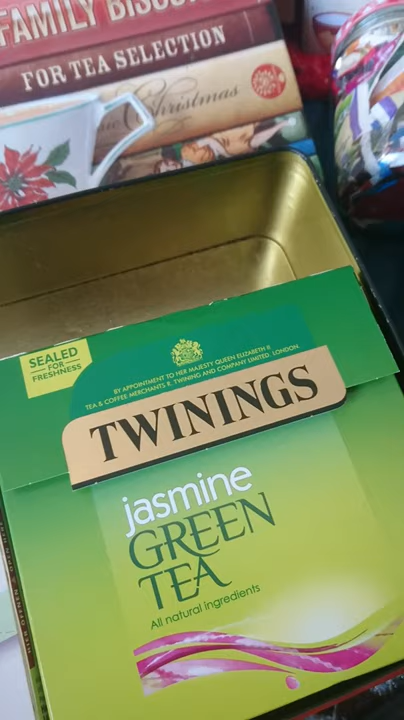 FAMILY BISCU
FOR TEA SELECTION
Christmas
SEALED
FOR
FRESHNESS
BY APPOINTMENT TO HER MAJESTY QUEEN ELIZABETH II
TEA & COFFEE MERCHANTS R. TWINING AND COMPANY LIMITED. LONDON.
TWININGS
jasmine
GREEN
TEA
All natural ingredients